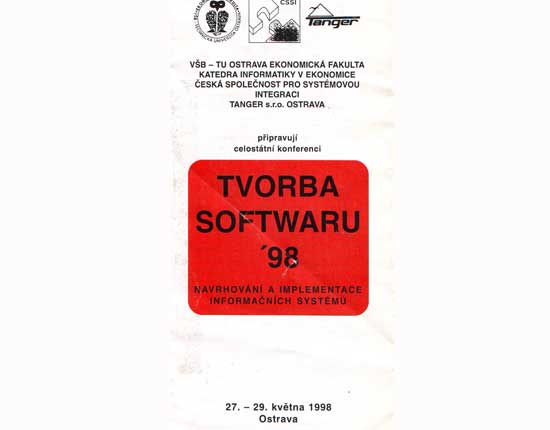 ČSSI
Tanger
VŠB – TU OSTRAVA EKONOMICKÁ FAKULTA
KATEDRA INFORMATIKY V EKONOMICE
ČESKÁ SPOLEČNOST PRO SYSTÉMOVOU
INTEGRACI
TANGER s.r.o. OSTRAVA
připravují
celostátní konferenci
TVORBA
SOFTWARU
´98
NAVRHOVÁNÍ A IMPLEMENTACE
INFORMAČNÍCH SYSTÉMŮ
27. – 29. května 1998
Ostrava